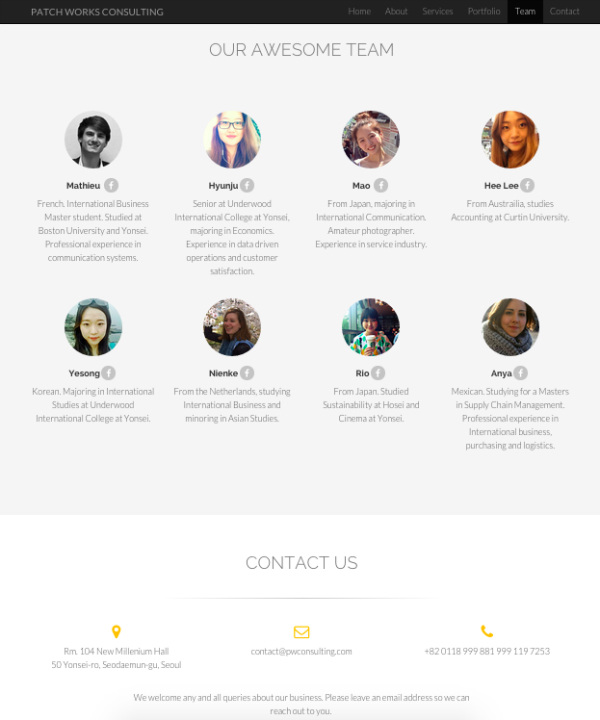 PATCH WORKS CONSULTING
Home About Services Portfolio Team Contact
OUR AWESOME TEAM
Mathieu
French. International Business
Master student. Studied at
Boston University and Yonsei.
Professional experience in
communication systems.
Hyunju
Senior at Underwood
International College at Yonsei,
majoring in Economics.
Experience in data driven
operations and customer
satisfaction.
Mao
From Japan, majoring in
International Communication.
Amateur photographer.
Experience in service industry.
Hee Lee
From Austrailia, studies
Accounting at Curtin University.
Yesong
Korean. Majoring in International
Studies at Underwood
International College at Yonsei.
Nienke
From the Netherlands, studying
International Business and
minoring in Asian Studies.
Rio
From Japan. Studied
Sustainability at Hosei and
Cinema at Yonsei.
Anya
Mexican. Studying for a Masters
in Supply Chain Management.
Professional experience in
International business,
purchasing and logistics.
CONTACT US
Rm. 104 New Millenium Hall
50 Yonsei-ro, Seodaemun-gu, Seoul
contact@pwconsulting.com
+82 0118 999 881 999 119 7253
We welcome any and all queries about our business. Please leave an email address so we can
reach out to you.